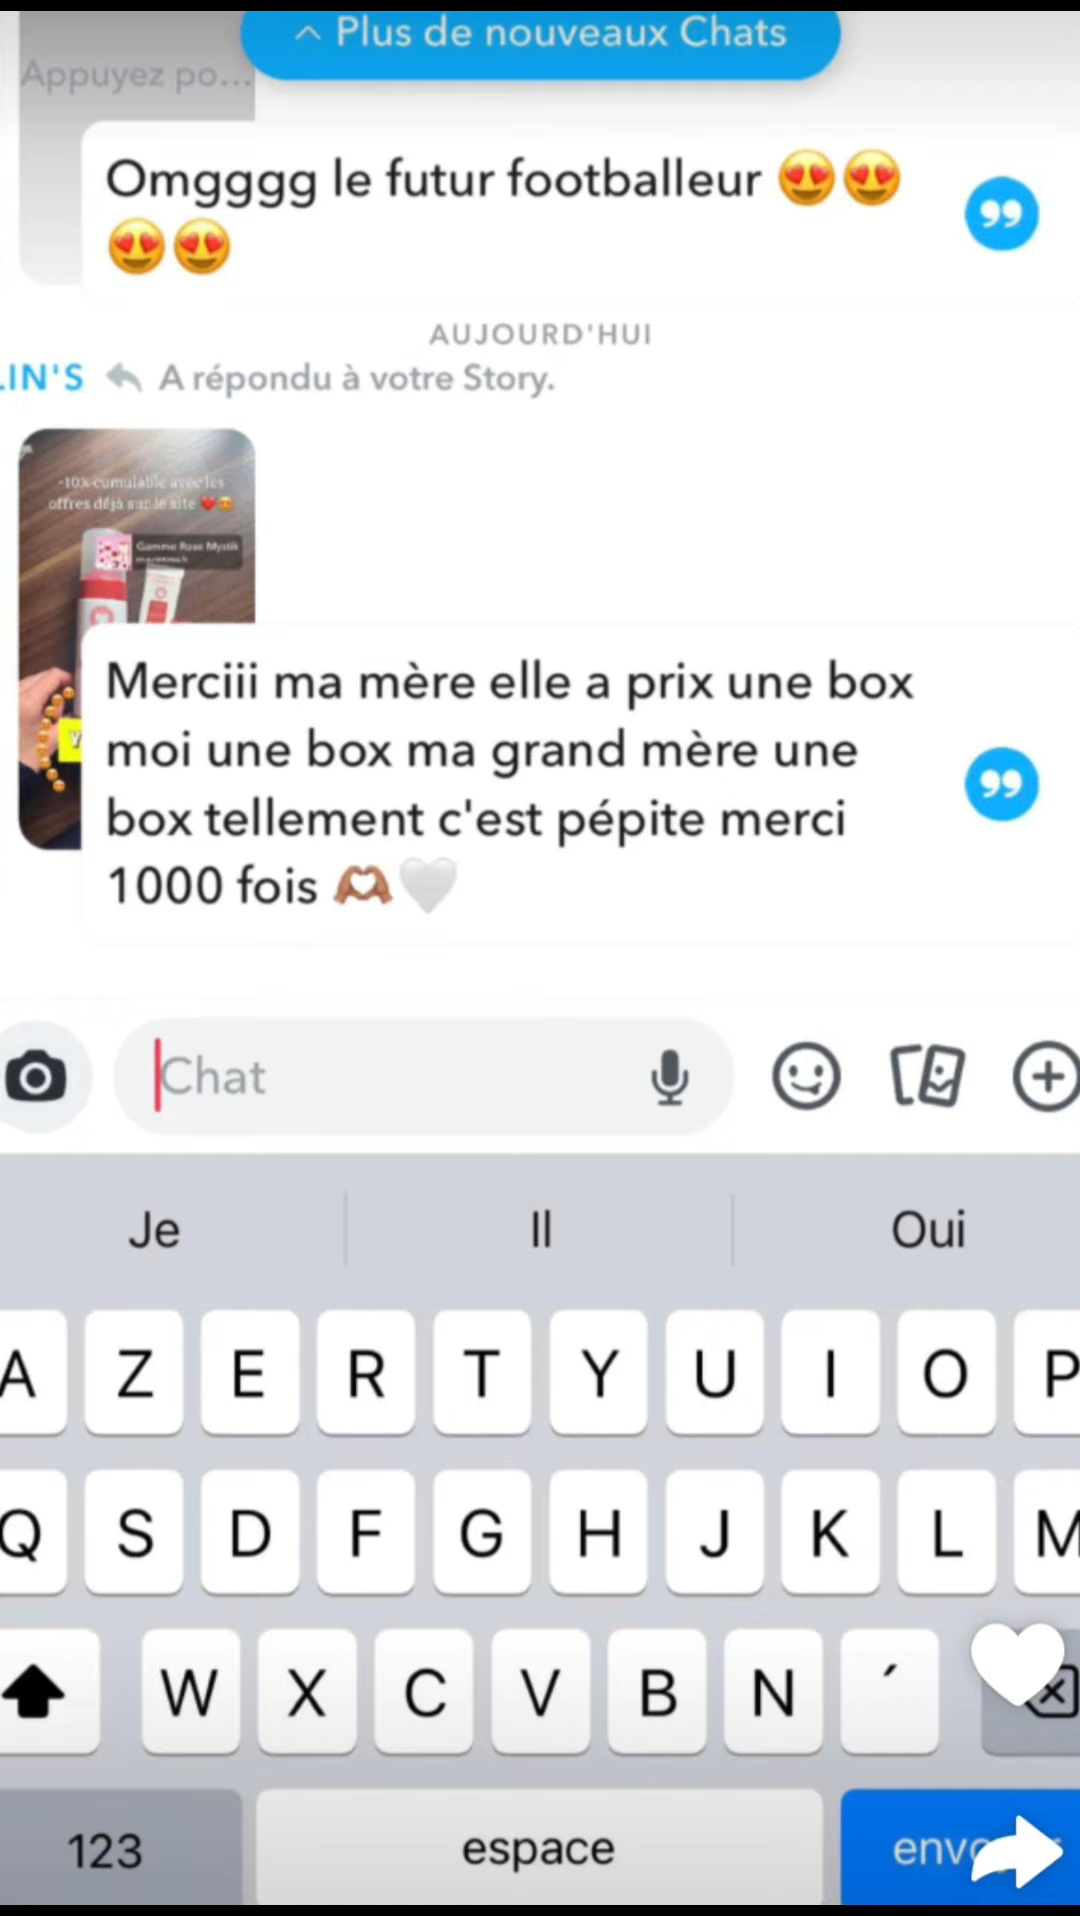 Plus de nouveaux Chats
Appuyez po...
Omgggg le futur footballeur 😍😍
😍😍
AUJOURD'HUI
LIN'S A répondu à votre Story.
-10% cumulable avec les
offres déjà sur le site ❤️😍
Gamme Rose Mystik
Y
Merciii ma mère elle a prix une box
moi une box ma grand mère une
box tellement c'est pépite merci
1000 fois 🫶🏽🤍
Chat
Je Il Oui
A Z E R T Y U I O P
Q S D F G H J K L M
W X C V B N ´
123 espace